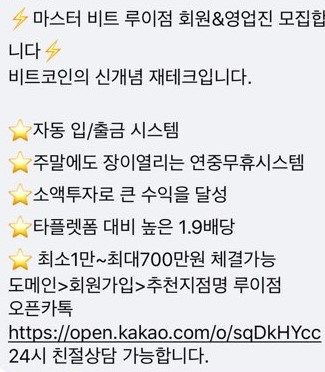 ⚡마스터 비트 루이점 회원&영업진 모집합
니다⚡
비트코인의 신개념 재테크입니다.
⭐자동 입/출금 시스템
⭐주말에도 장이열리는 연중무휴시스템
⭐소액투자로 큰 수익을 달성
⭐타플렛폼 대비 높은 1.9배당
⭐ 최소1만~최대700만원 체결가능
도메인>회원가입>추천지점명 루이점
오픈카톡
https://open.kakao.com/o/sqDkHYcc
24시 친절상담 가능합니다.